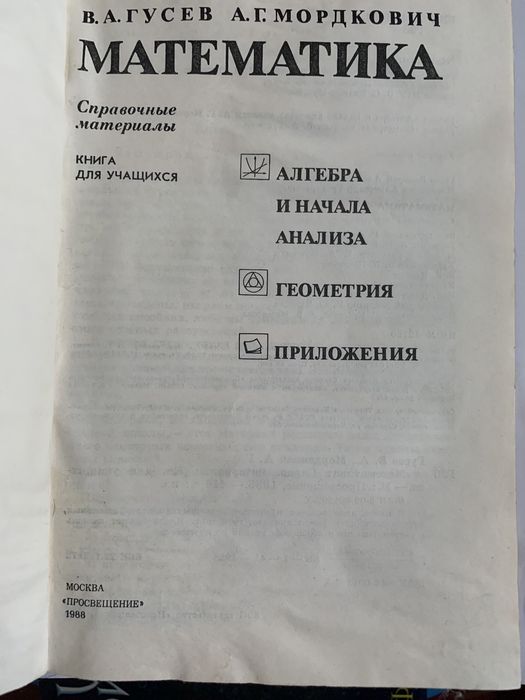 В. А. ГУСЕВ А. Г. МОРДКОВИЧ
МАТЕМАТИКА
Справочные
материалы
КНИГА
ДЛЯ УЧАЩИХСЯ
АЛГЕБРА
И НАЧАЛА
АНАЛИЗА
ГЕОМЕТРИЯ
ПРИЛОЖЕНИЯ
МОСКВА
«ПРОСВЕЩЕНИЕ»
1988